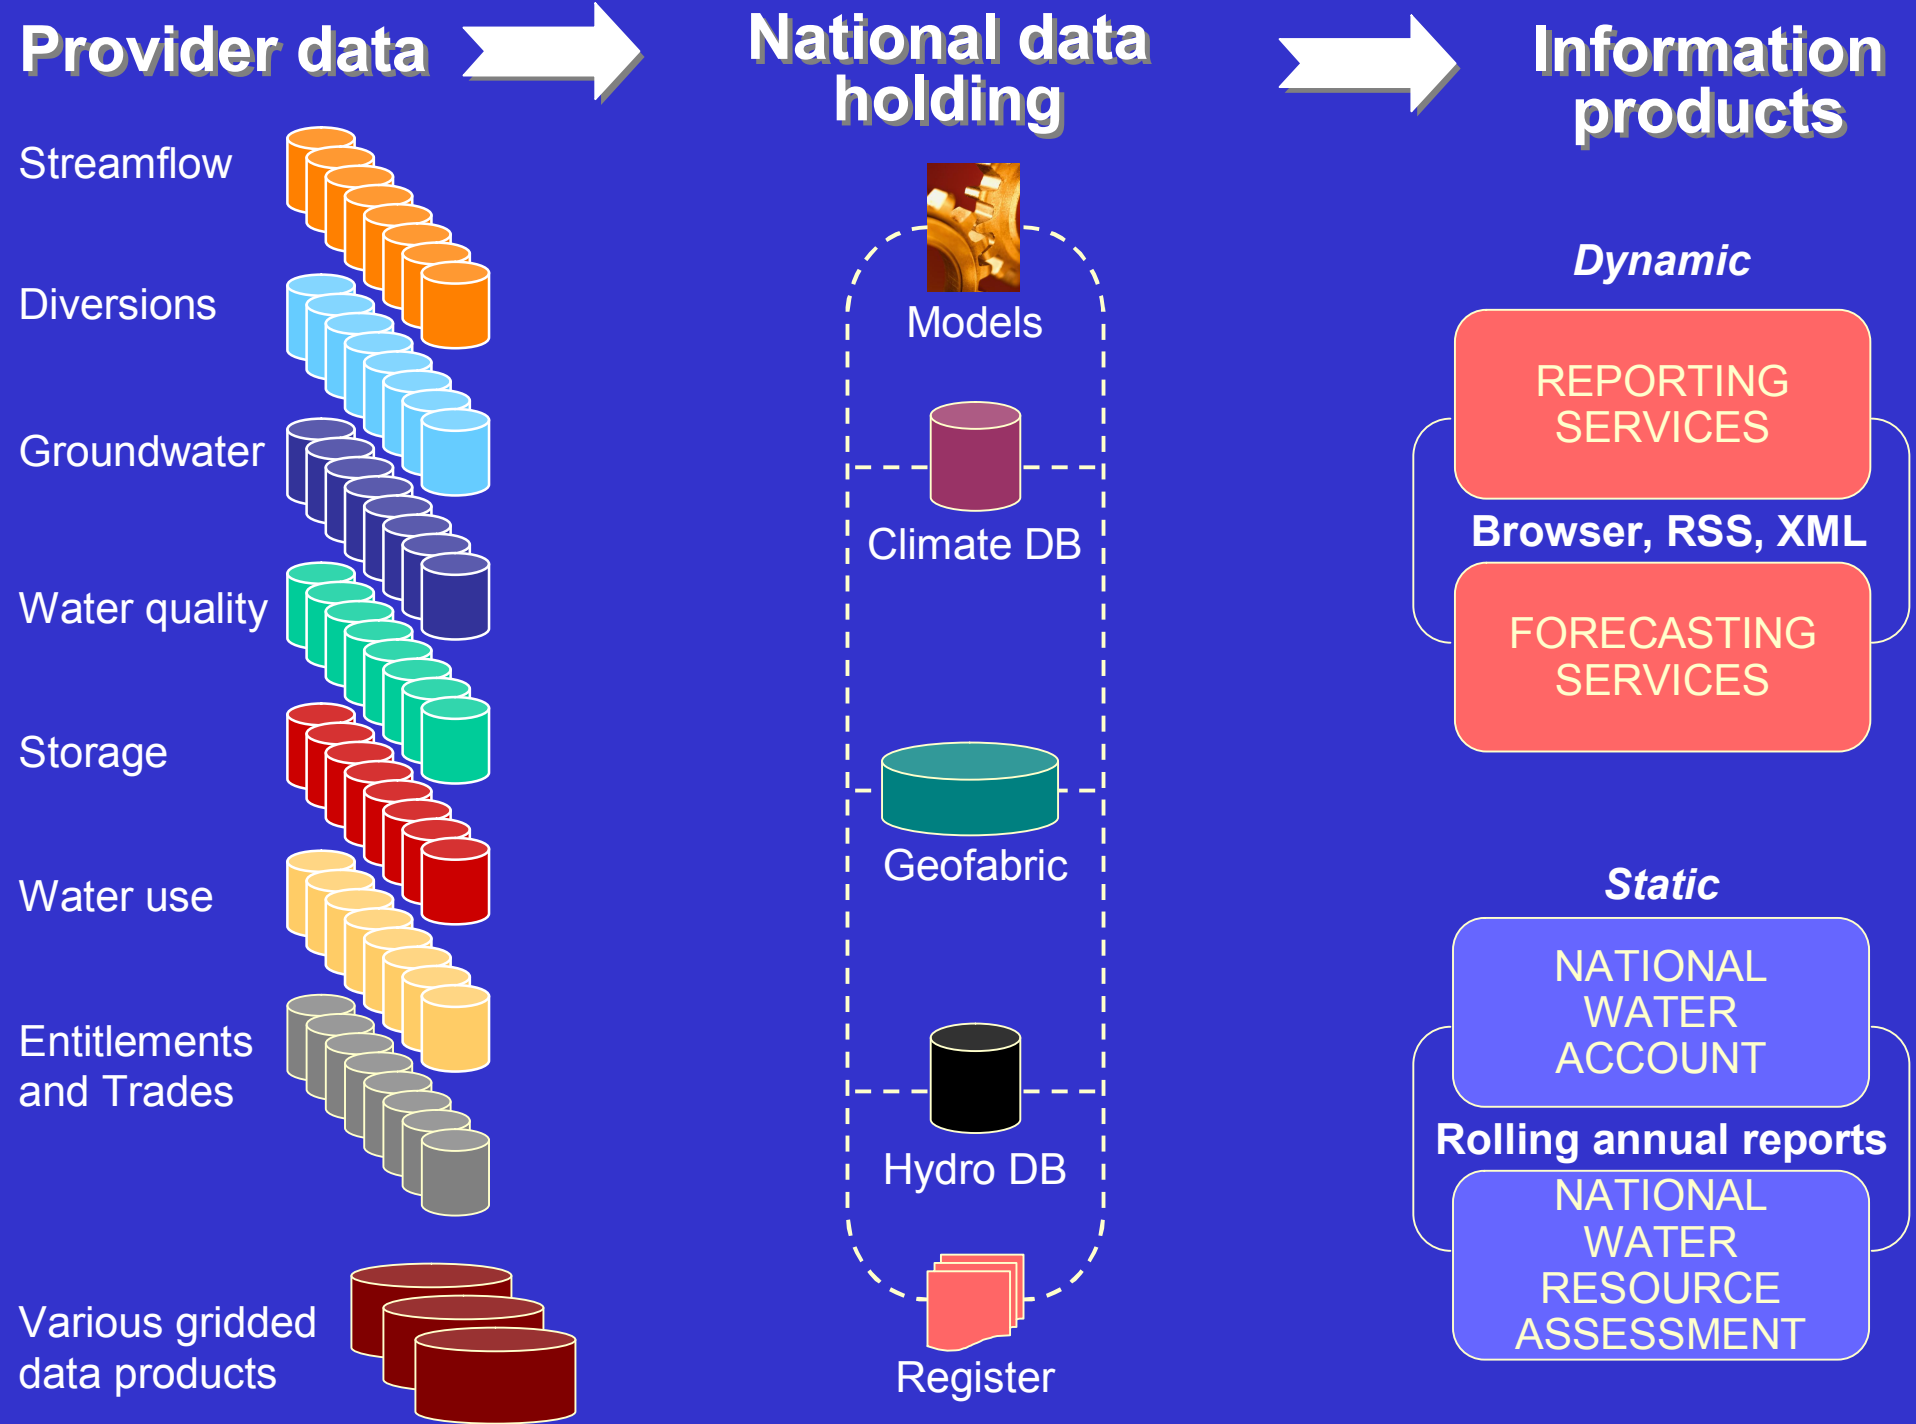 Provider data
National data
holding
Information
products
Streamflow
Diversions
Groundwater
Water quality
Storage
Water use
Entitlements
and Trades
Various gridded
data products
Models
Climate DB
Geofabric
Hydro DB
Register
Dynamic
REPORTING
SERVICES
Browser, RSS, XML
FORECASTING
SERVICES
Static
NATIONAL
WATER
ACCOUNT
Rolling annual reports
NATIONAL
WATER
RESOURCE
ASSESSMENT